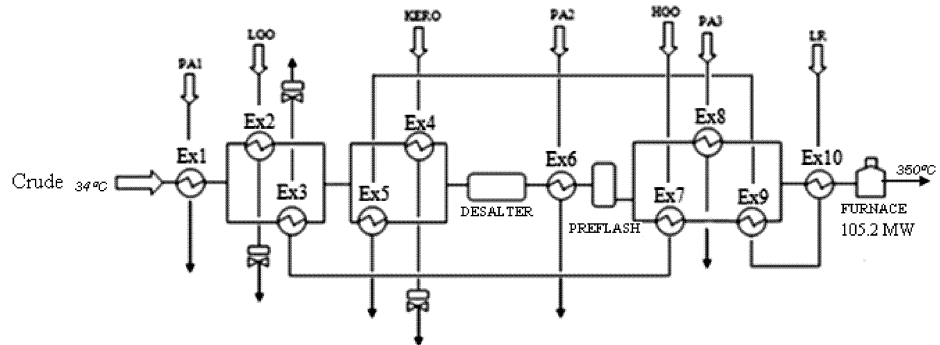 KERO
PA2
HGO
PA3
LR
LGO
PA1
Ex1
Ex2
Ex3
Ex4
Ex5
Ex6
Ex7
Ex8
Ex9
Ex10
Crude 34°C
DESALTER
PREFLASH
350°C
FURNACE
105.2 MW